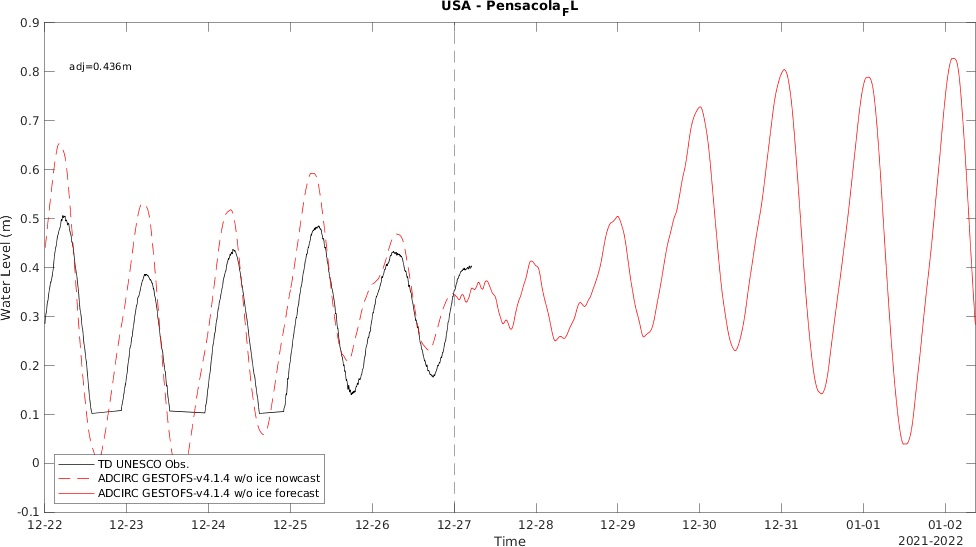 USA - Pensacola_FL
0.9
0.8
0.7
0.6
0.5
0.4
0.3
0.2
0.1
0
-0.1
Water Level (m)
adj=0.436m
TD UNESCO Obs.
ADCIRC GESTOFS-v4.1.4 w/o ice nowcast
ADCIRC GESTOFS-v4.1.4 w/o ice forecast
12-22 12-23 12-24 12-25 12-26 12-27 12-28 12-29 12-30 12-31 01-01 01-02
Time
2021-2022